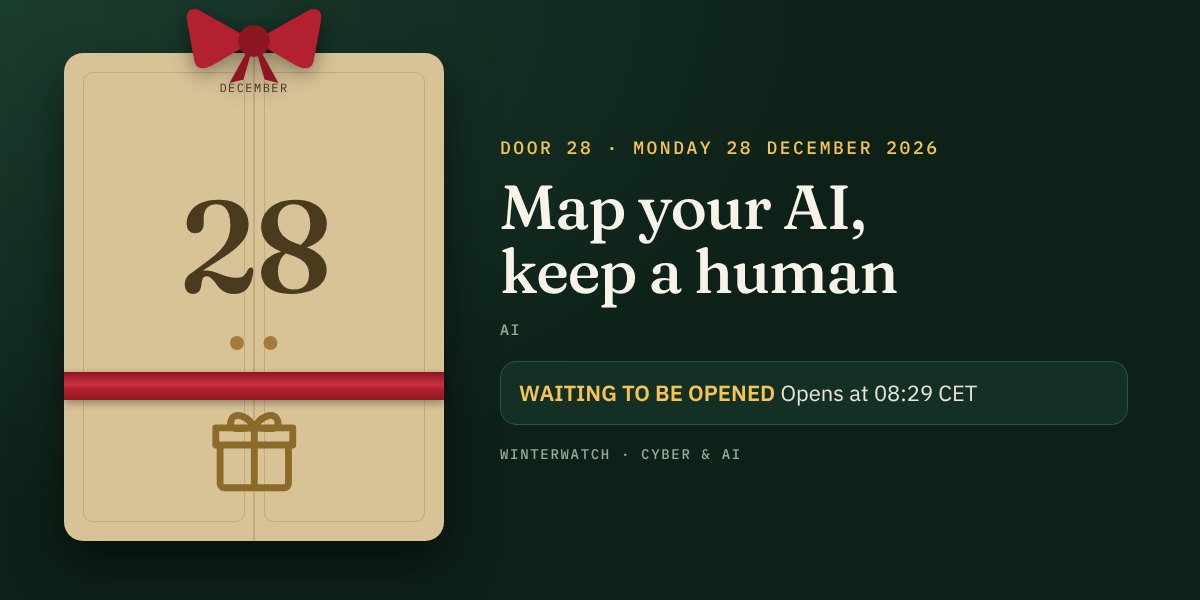 DECEMBER
28
DOOR 28 · MONDAY 28 DECEMBER 2026
Map your AI,
keep a human
AI
WAITING TO BE OPENED Opens at 08:29 CET
WINTERWATCH · CYBER & AI